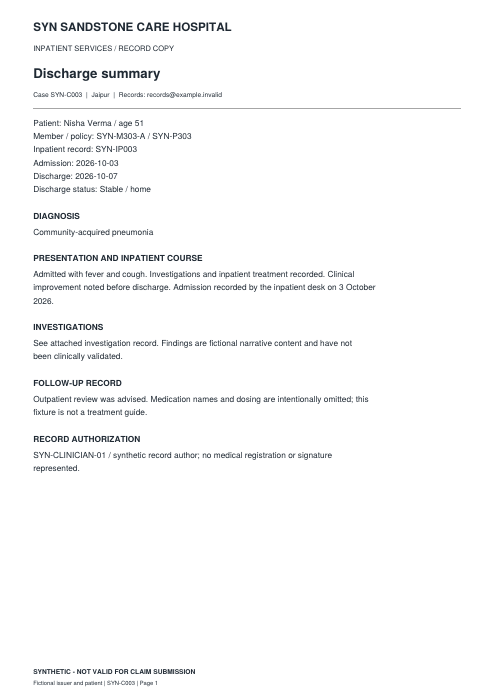 SYN SANDSTONE CARE HOSPITAL
INPATIENT SERVICES / RECORD COPY
Discharge summary
Case SYN-C003 | Jaipur | Records: records@example.invalid
Patient: Nisha Verma / age 51
Member / policy: SYN-M303-A / SYN-P303
Inpatient record: SYN-IP003
Admission: 2026-10-03
Discharge: 2026-10-07
Discharge status: Stable / home
DIAGNOSIS
Community-acquired pneumonia
PRESENTATION AND INPATIENT COURSE
Admitted with fever and cough. Investigations and inpatient treatment recorded. Clinical
improvement noted before discharge. Admission recorded by the inpatient desk on 3 October
2026.
INVESTIGATIONS
See attached investigation record. Findings are fictional narrative content and have not
been clinically validated.
FOLLOW-UP RECORD
Outpatient review was advised. Medication names and dosing are intentionally omitted; this
fixture is not a treatment guide.
RECORD AUTHORIZATION
SYN-CLINICIAN-01 / synthetic record author; no medical registration or signature
represented.
SYNTHETIC - NOT VALID FOR CLAIM SUBMISSION
Fictional issuer and patient | SYN-C003 | Page 1